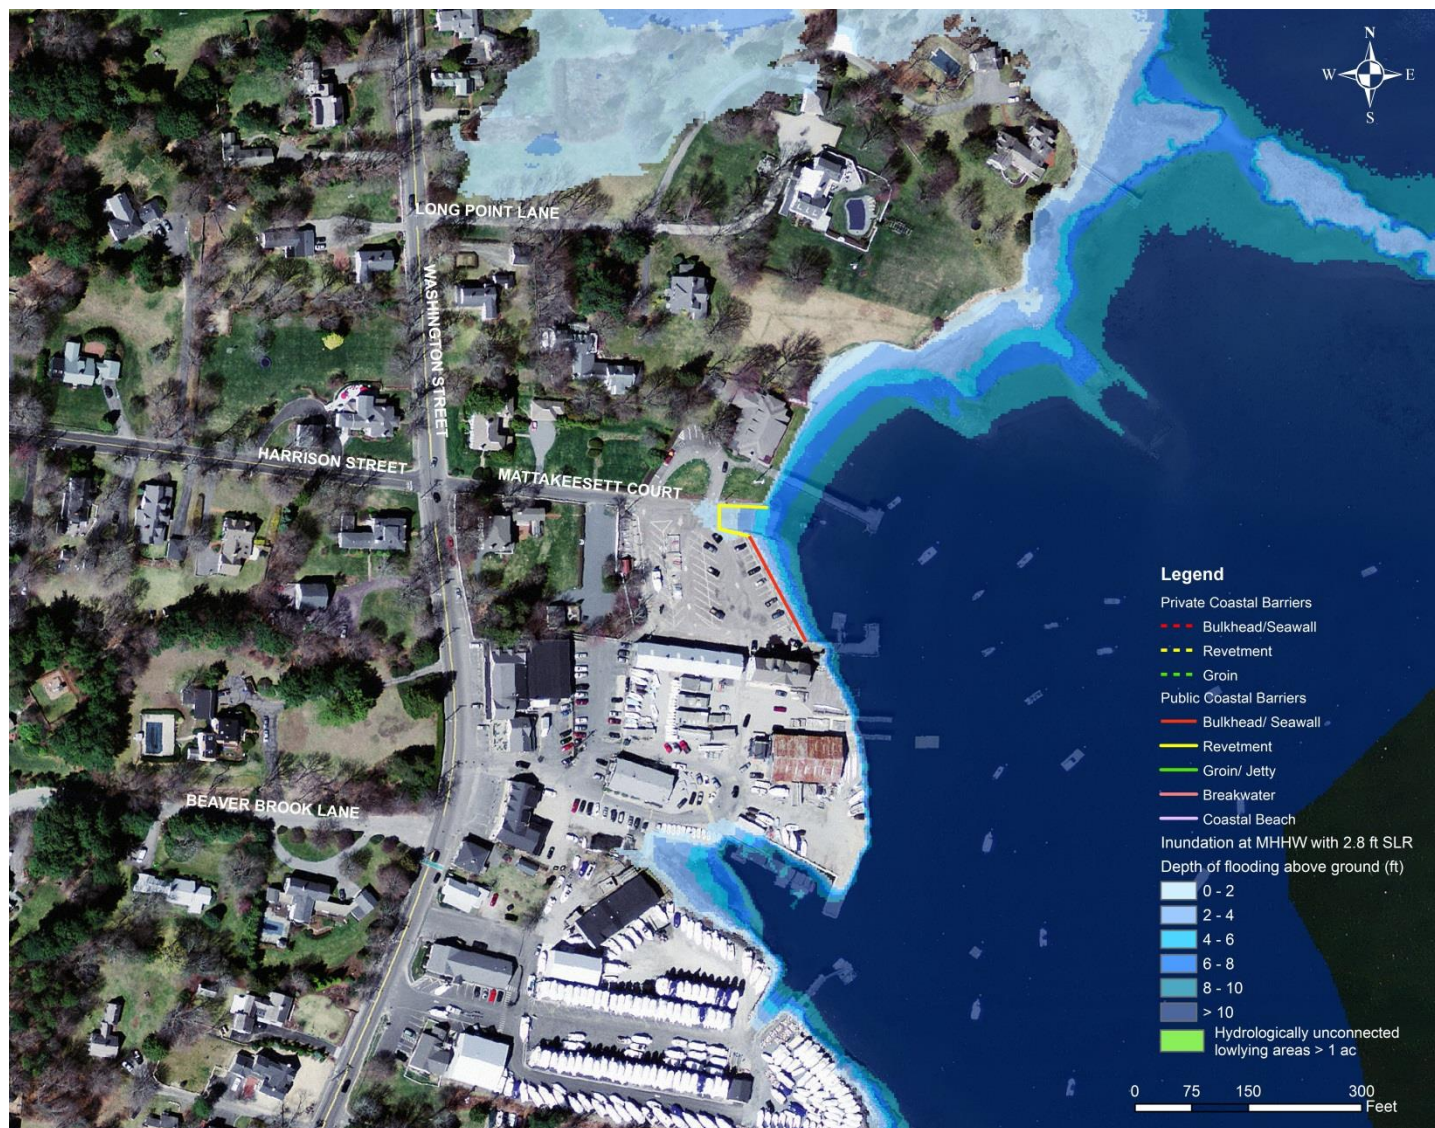 N
W E
S
LONG POINT LANE
WASHINGTON STREET
HARRISON STREET
MATTAKEESETT COURT
BEAVER BROOK LANE
Legend
Private Coastal Barriers
Bulkhead/Seawall
Revetment
Groin
Public Coastal Barriers
Bulkhead/ Seawall
Revetment
Groin/ Jetty
Breakwater
Coastal Beach
Inundation at MHHW with 2.8 ft SLR
Depth of flooding above ground (ft)
0 - 2
2 - 4
4 - 6
6 - 8
8 - 10
> 10
Hydrologically unconnected
lowlying areas > 1 ac
0 75 150 300
Feet